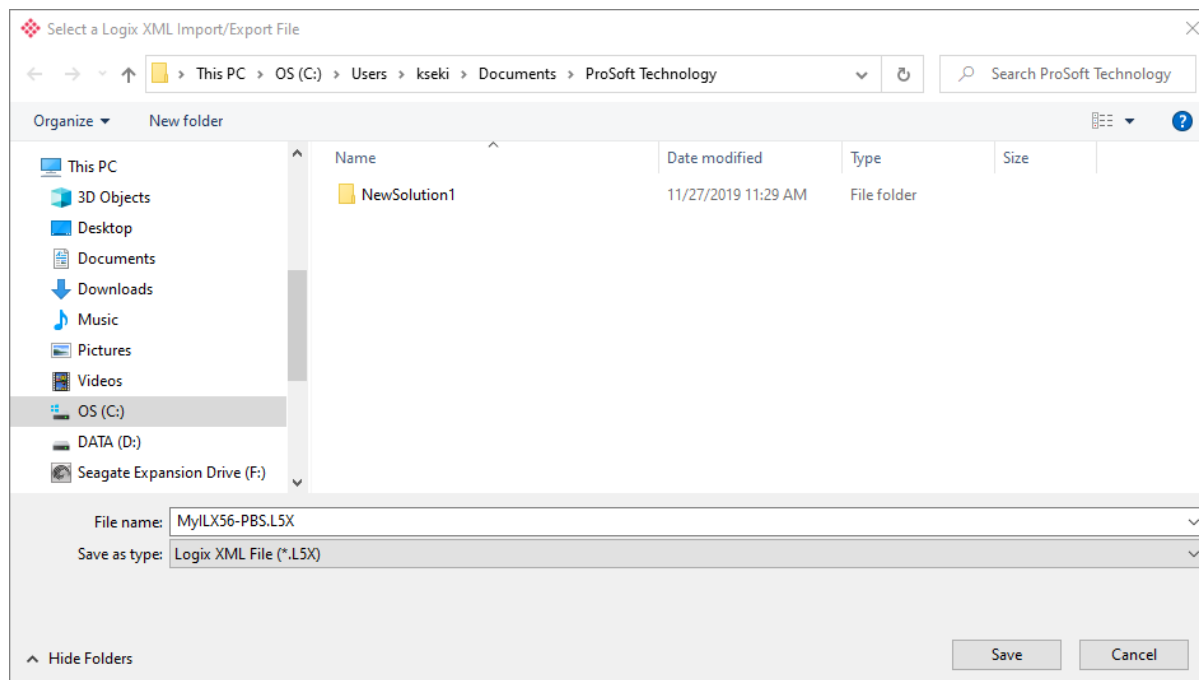 Select a Logix XML Import/Export File
This PC > OS (C:) > Users > kseki > Documents > ProSoft Technology
Search ProSoft Technology
Organize
New folder
This PC
3D Objects
Desktop
Documents
Downloads
Music
Pictures
Videos
OS (C:)
DATA (D:)
Seagate Expansion Drive (F:)
Name Date modified Type Size
NewSolution1 11/27/2019 11:29 AM File folder
File name: MyILX56-PBS.L5X
Save as type: Logix XML File (*.L5X)
Hide Folders
Save
Cancel